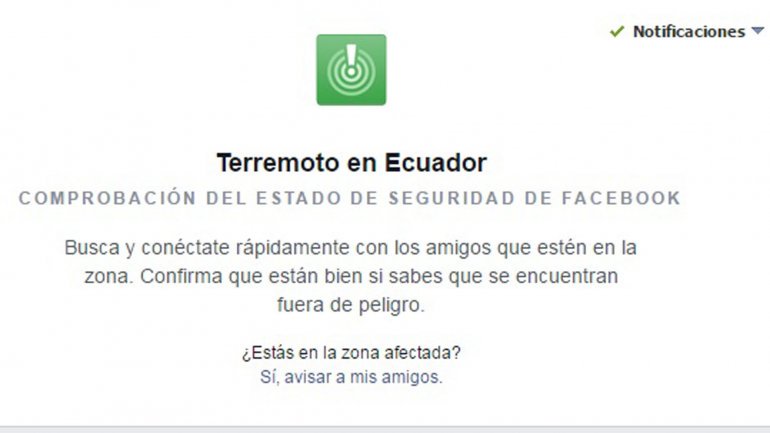 Notificaciones
Terremoto en Ecuador
COMPROBACIÓN DEL ESTADO DE SEGURIDAD DE FACEBOOK
Busca y conéctate rápidamente con los amigos que estén en la
zona. Confirma que están bien si sabes que se encuentran
fuera de peligro.
¿Estás en la zona afectada?
Sí, avisar a mis amigos.